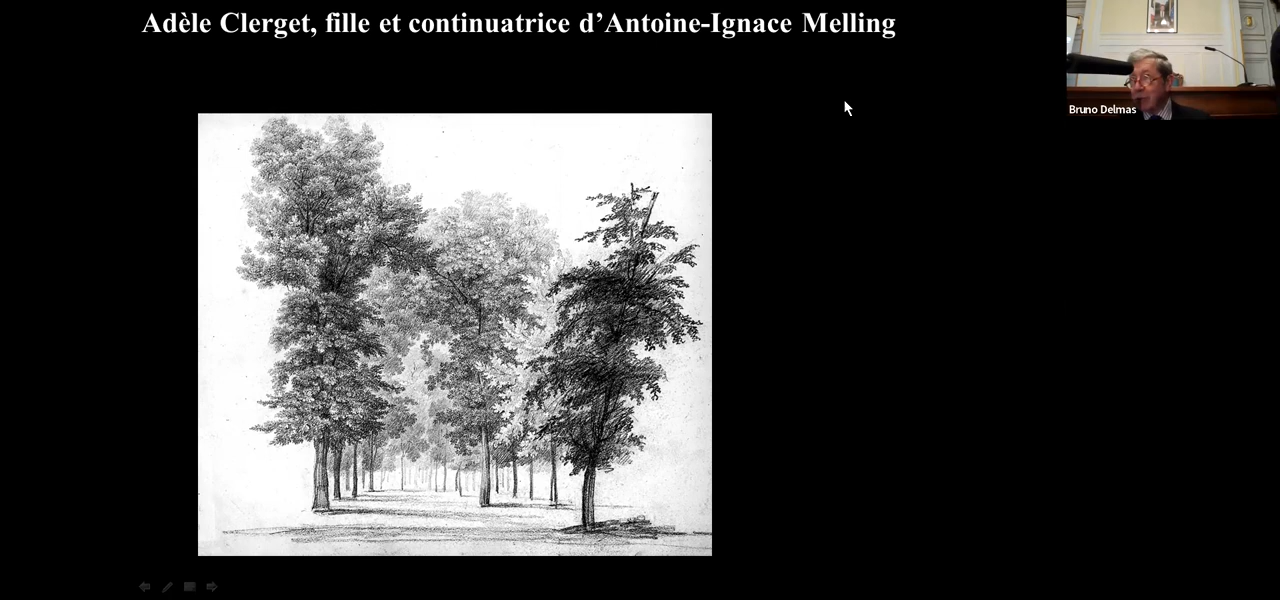 Adèle Clerget, fille et continuatrice d’Antoine-Ignace Melling
Bruno Delmas